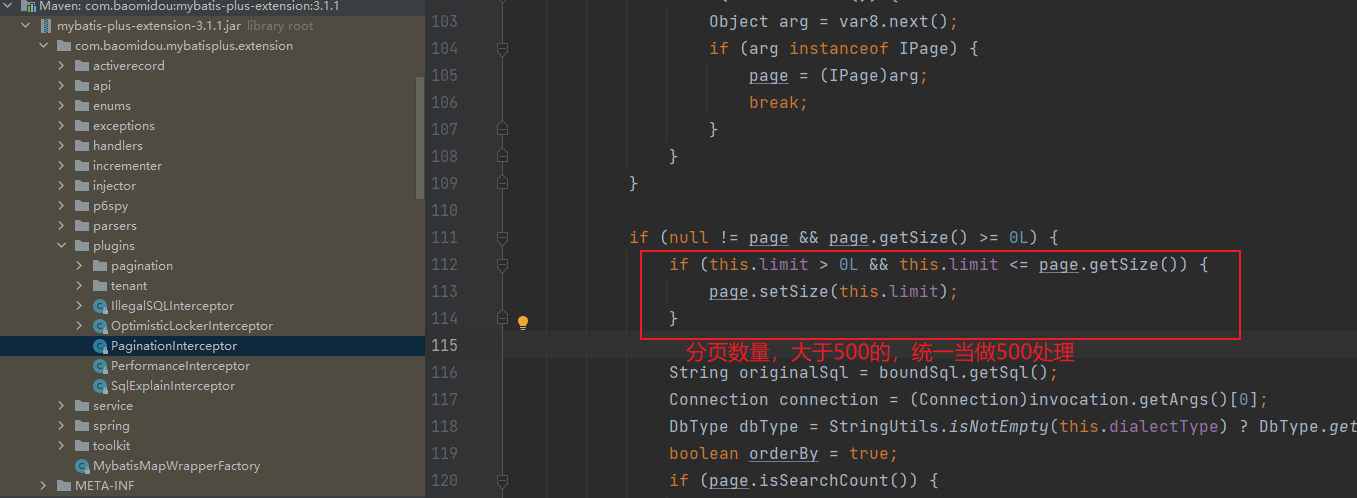 Maven: com.baomidou:mybatis-plus-extension:3.1.1
mybatis-plus-extension-3.1.1.jar library root
com.baomidou.mybatisplus.extension
activerecord
api
enums
exceptions
handlers
incrementer
injector
p6spy
parsers
plugins
pagination
tenant
IllegalSQLInterceptor
OptimisticLockerInterceptor
PaginationInterceptor
PerformanceInterceptor
SqlExplainInterceptor
service
spring
toolkit
MybatisMapWrapperFactory
META-INF
103 Object arg = var8.next();
104 if (arg instanceof IPage) {
105 page = (IPage)arg;
106 break;
107 }
108 }
109 }
110
111 if (null != page && page.getSize() >= 0L) {
112 if (this.limit > 0L && this.limit <= page.getSize()) {
113 page.setSize(this.limit);
114 }
115
分页数量，大于500的，统一当做500处理
116 String originalSql = boundSql.getSql();
117 Connection connection = (Connection)invocation.getArgs()[0];
118 DbType dbType = StringUtils.isNotEmpty(this.dialectType) ? DbType.get
119 boolean orderBy = true;
120 if (page.isSearchCount()) {